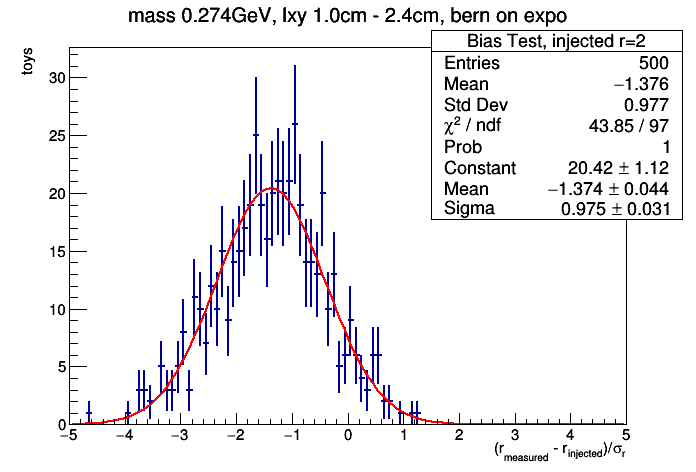 mass 0.274GeV, lxy 1.0cm - 2.4cm, bern on expo
toys
Bias Test, injected r=2
Entries 500
Mean −1.376
Std Dev 0.977
χ² / ndf 43.85 / 97
Prob 1
Constant 20.42 ± 1.12
Mean −1.374 ± 0.044
Sigma 0.975 ± 0.031
30
25
20
15
10
5
0
−5 −4 −3 −2 −1 0 1 2 3 4 5
(r_measured - r_injected)/σ_r